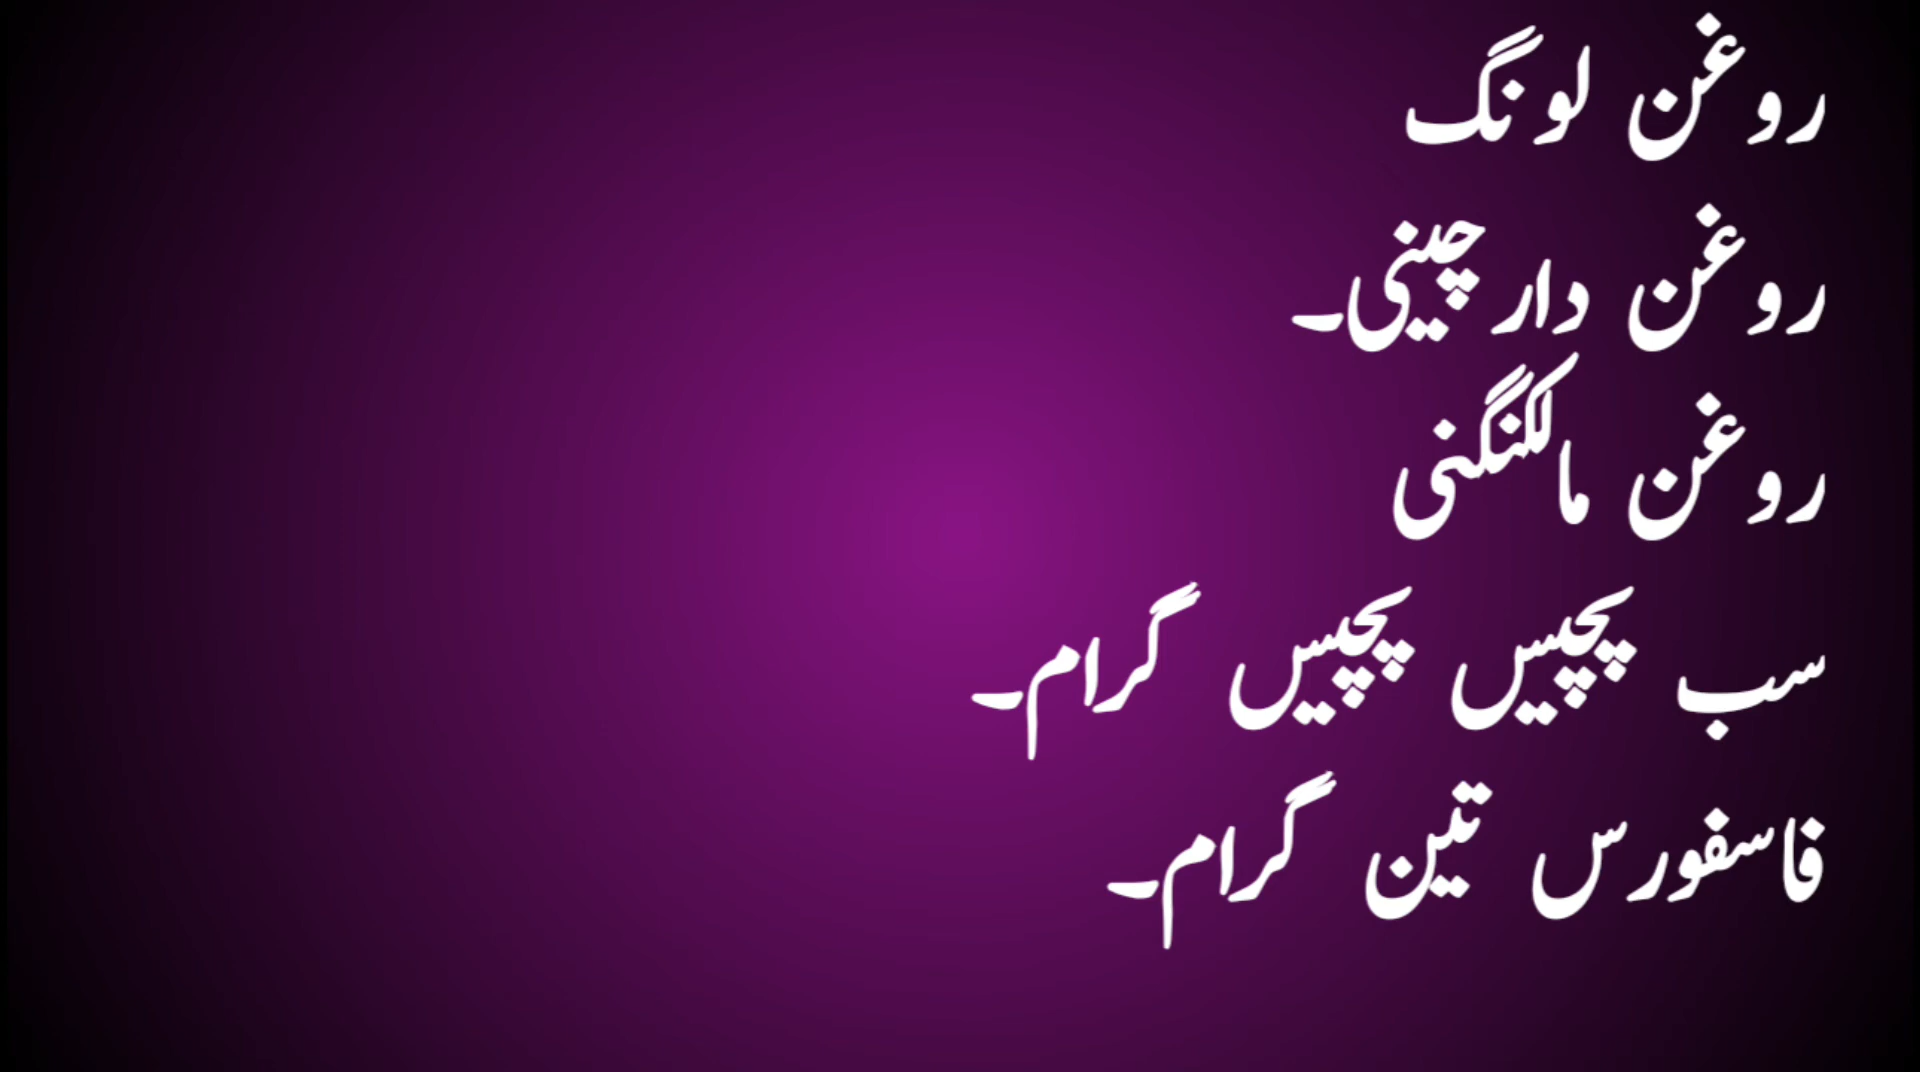 روغن لونگ
روغن دارچینی۔
روغن مالکنگنی
سب پچیس پچیس گرام۔
فاسفورس تین گرام۔